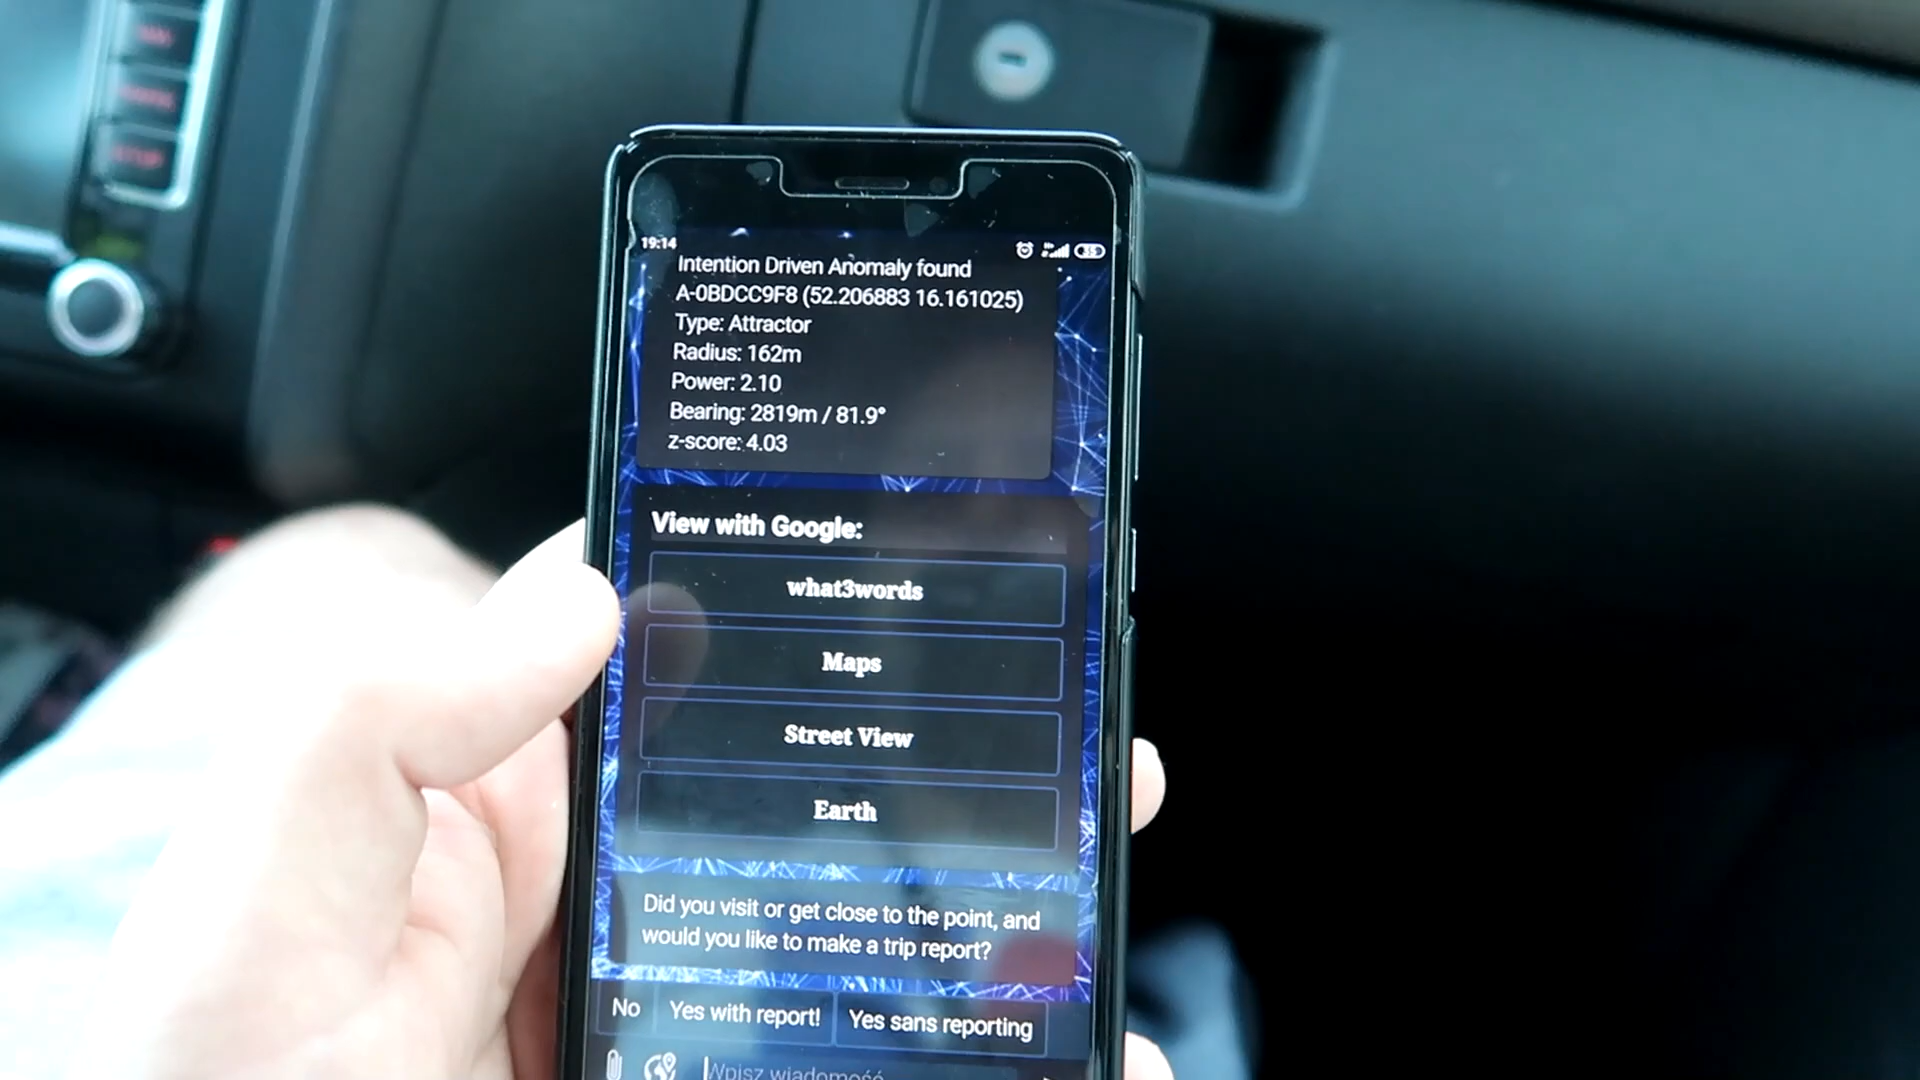 19:14
55
Intention Driven Anomaly found
A-0BDCC9F8 (52.206883 16.161025)
Type: Attractor
Radius: 162m
Power: 2.10
Bearing: 2819m / 81.9°
z-score: 4.03
View with Google:
what3words
Maps
Street View
Earth
Did you visit or get close to the point, and
would you like to make a trip report?
No
Yes with report!
Yes sans reporting
Wpisz wiadomość